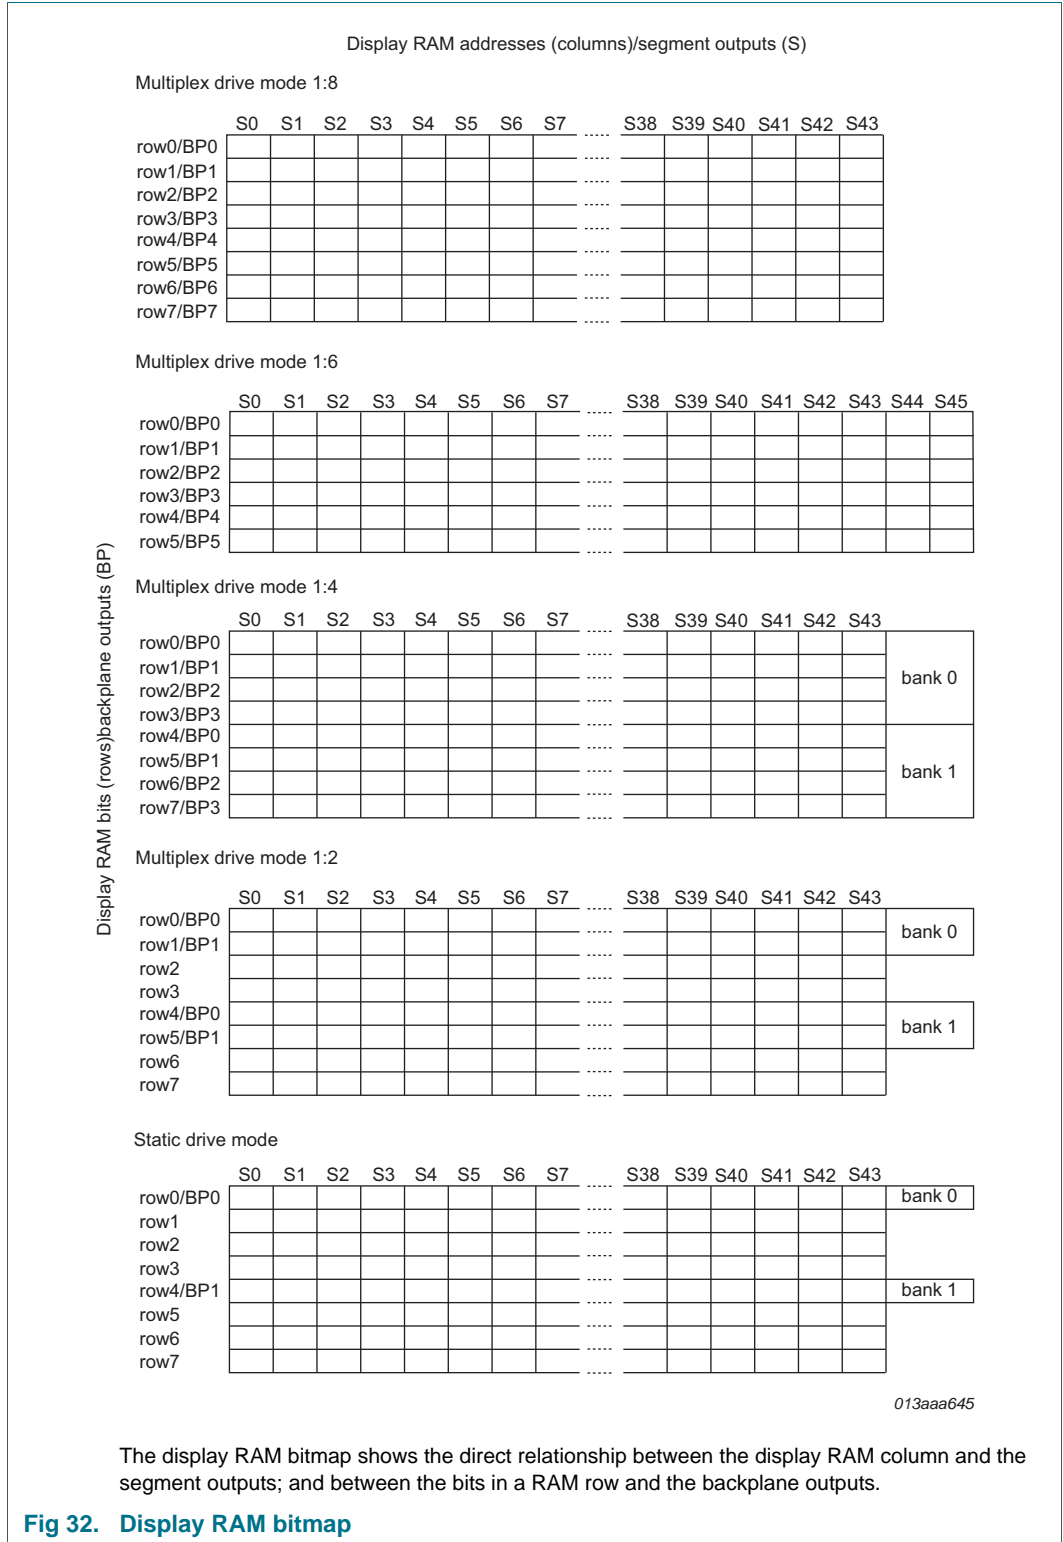 Display RAM addresses (columns)/segment outputs (S)
Display RAM bits (rows)backplane outputs (BP)
Multiplex drive mode 1:8
S0 S1 S2 S3 S4 S5 S6 S7 ..... S38 S39 S40 S41 S42 S43
row0/BP0
row1/BP1
row2/BP2
row3/BP3
row4/BP4
row5/BP5
row6/BP6
row7/BP7
Multiplex drive mode 1:6
S0 S1 S2 S3 S4 S5 S6 S7 ..... S38 S39 S40 S41 S42 S43 S44 S45
row0/BP0
row1/BP1
row2/BP2
row3/BP3
row4/BP4
row5/BP5
Multiplex drive mode 1:4
S0 S1 S2 S3 S4 S5 S6 S7 ..... S38 S39 S40 S41 S42 S43
row0/BP0
row1/BP1
row2/BP2
row3/BP3
bank 0
row4/BP0
row5/BP1
row6/BP2
row7/BP3
bank 1
Multiplex drive mode 1:2
S0 S1 S2 S3 S4 S5 S6 S7 ..... S38 S39 S40 S41 S42 S43
row0/BP0
row1/BP1
bank 0
row2
row3
row4/BP0
row5/BP1
bank 1
row6
row7
Static drive mode
S0 S1 S2 S3 S4 S5 S6 S7 ..... S38 S39 S40 S41 S42 S43
row0/BP0 bank 0
row1
row2
row3
row4/BP1 bank 1
row5
row6
row7
013aaa645
The display RAM bitmap shows the direct relationship between the display RAM column and the
segment outputs; and between the bits in a RAM row and the backplane outputs.
Fig 32. Display RAM bitmap